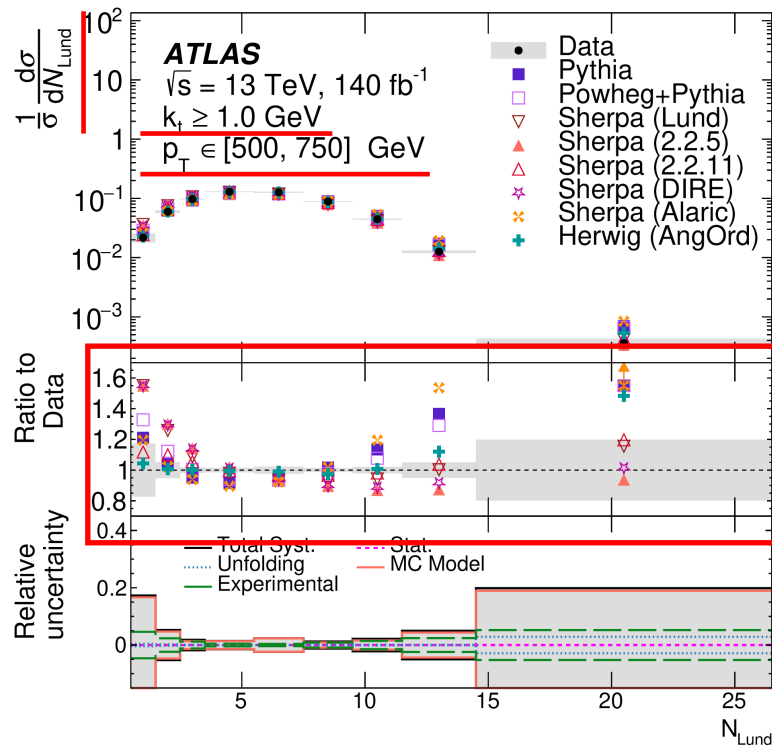 1/σ dσ/dN_Lund
10²
10
1
10⁻¹
10⁻²
10⁻³
ATLAS
√s = 13 TeV, 140 fb⁻¹
k_t ≥ 1.0 GeV
p_T ∈ [500, 750] GeV
Data
Pythia
Powheg+Pythia
Sherpa (Lund)
Sherpa (2.2.5)
Sherpa (2.2.11)
Sherpa (DIRE)
Sherpa (Alaric)
Herwig (AngOrd)
Ratio to
Data
1.6
1.4
1.2
1
0.8
0.4
Relative
uncertainty
0.2
0
Total Syst.
Stat.
Unfolding
MC Model
Experimental
5 10 15 20 25
N_Lund